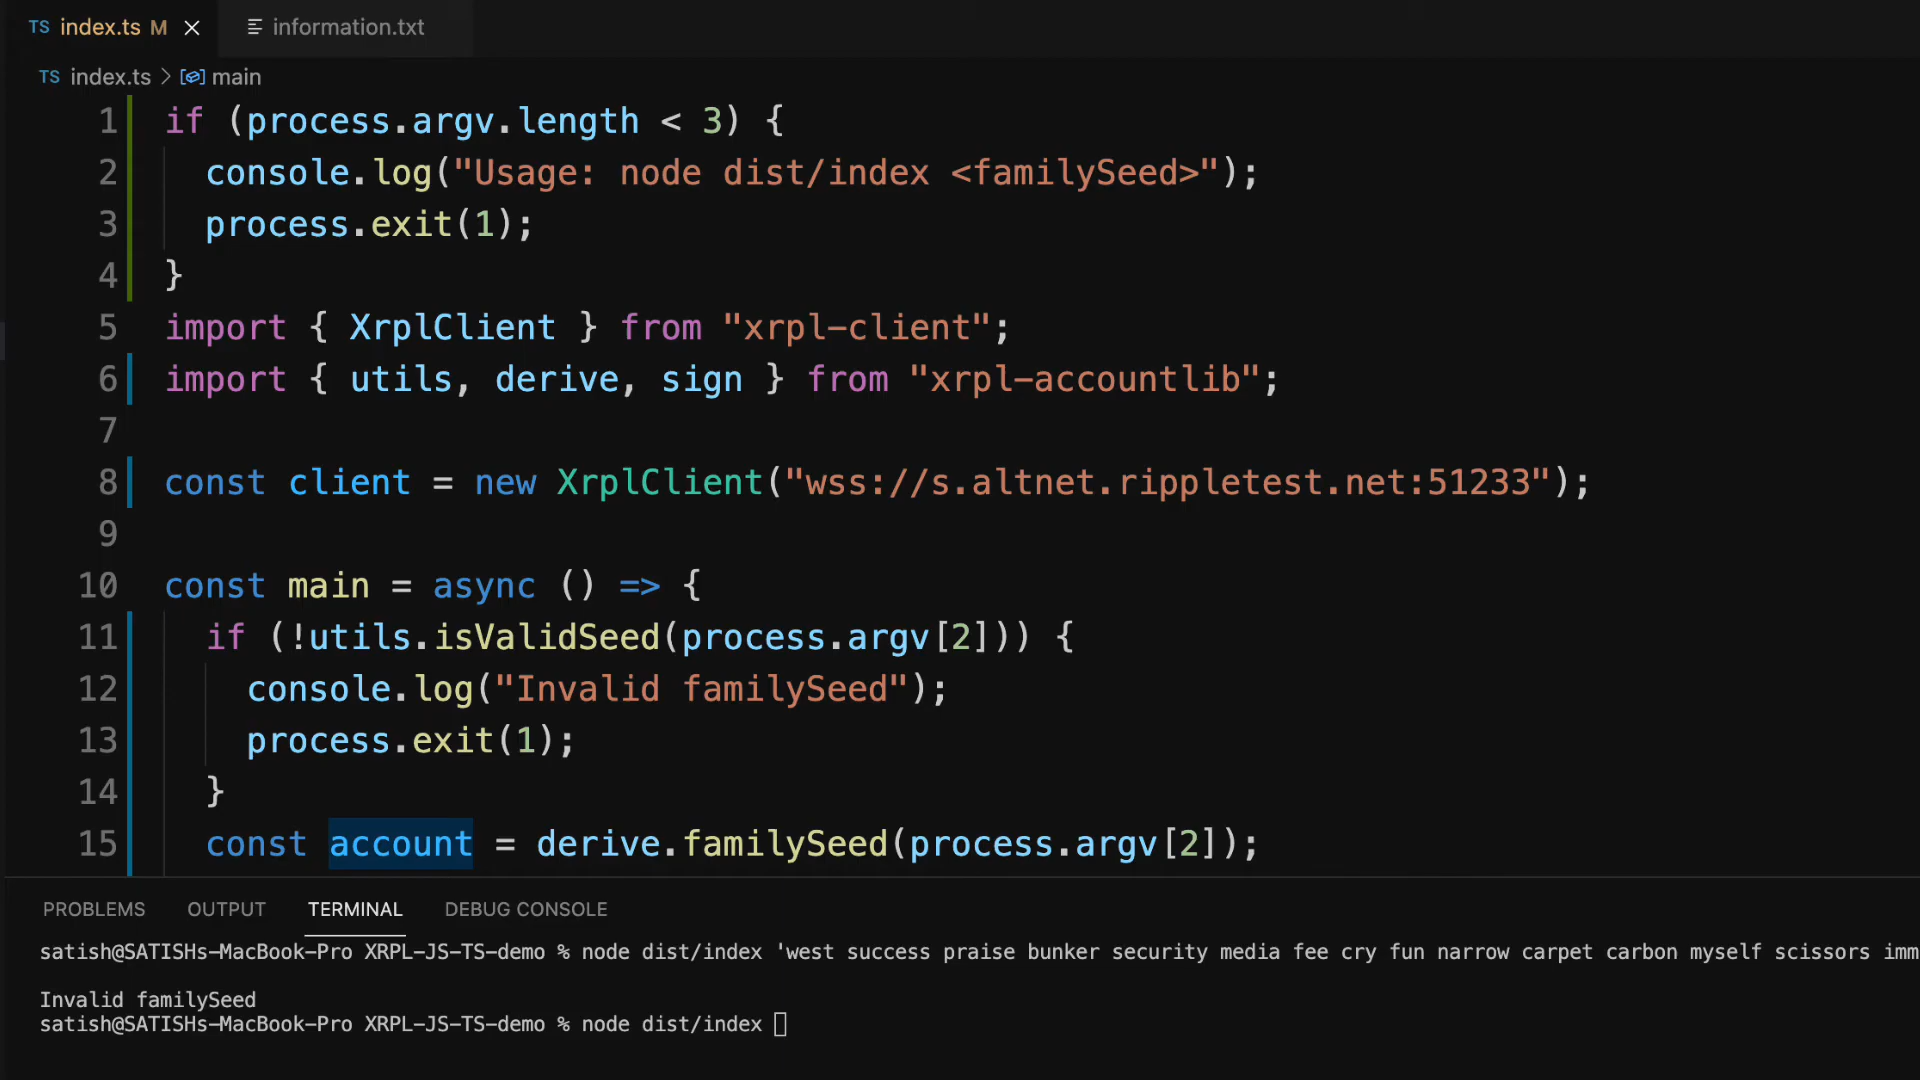 TS index.ts M information.txt
TS index.ts > main
1 if (process.argv.length < 3) {
2 console.log("Usage: node dist/index <familySeed>");
3 process.exit(1);
4 }
5 import { XrplClient } from "xrpl-client";
6 import { utils, derive, sign } from "xrpl-accountlib";
7
8 const client = new XrplClient("wss://s.altnet.rippletest.net:51233");
9
10 const main = async () => {
11 if (!utils.isValidSeed(process.argv[2])) {
12 console.log("Invalid familySeed");
13 process.exit(1);
14 }
15 const account = derive.familySeed(process.argv[2]);
PROBLEMS OUTPUT TERMINAL DEBUG CONSOLE
satish@SATISHs-MacBook-Pro XRPL-JS-TS-demo % node dist/index 'west success praise bunker security media fee cry fun narrow carpet carbon myself scissors imm
Invalid familySeed
satish@SATISHs-MacBook-Pro XRPL-JS-TS-demo % node dist/index